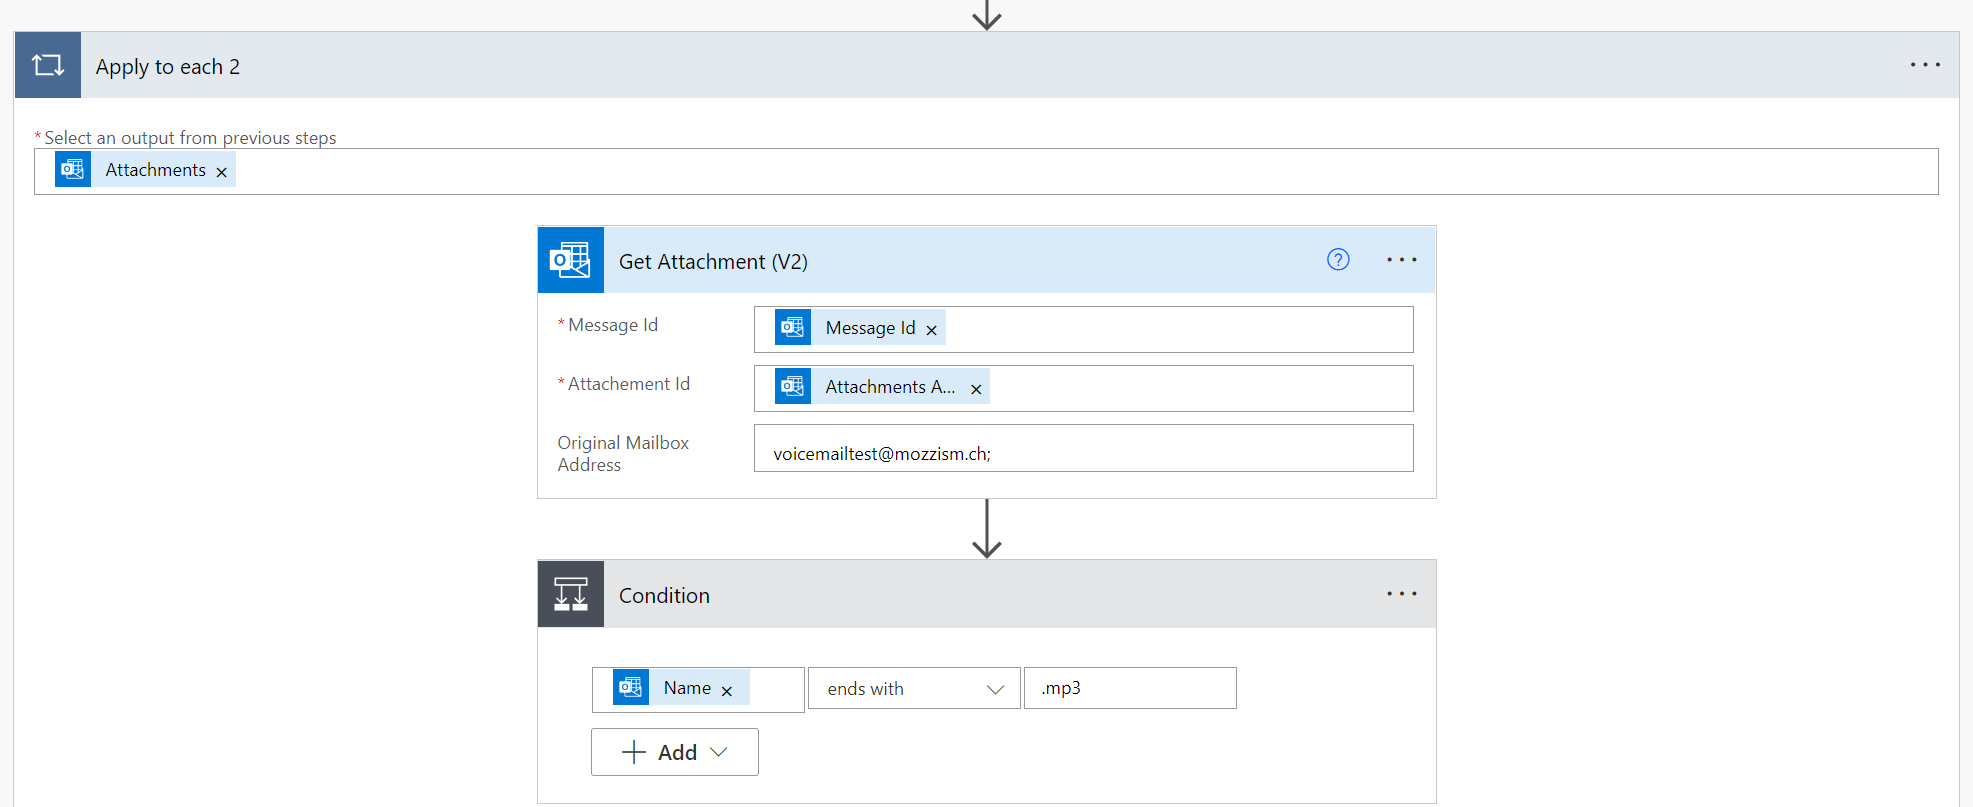 Apply to each 2
...
* Select an output from previous steps
Attachments ×
Get Attachment (V2) ? ...
* Message Id Message Id ×
* Attachement Id Attachments A... ×
Original Mailbox
Address
voicemailtest@mozzism.ch;
Condition ...
Name × ends with .mp3
+ Add